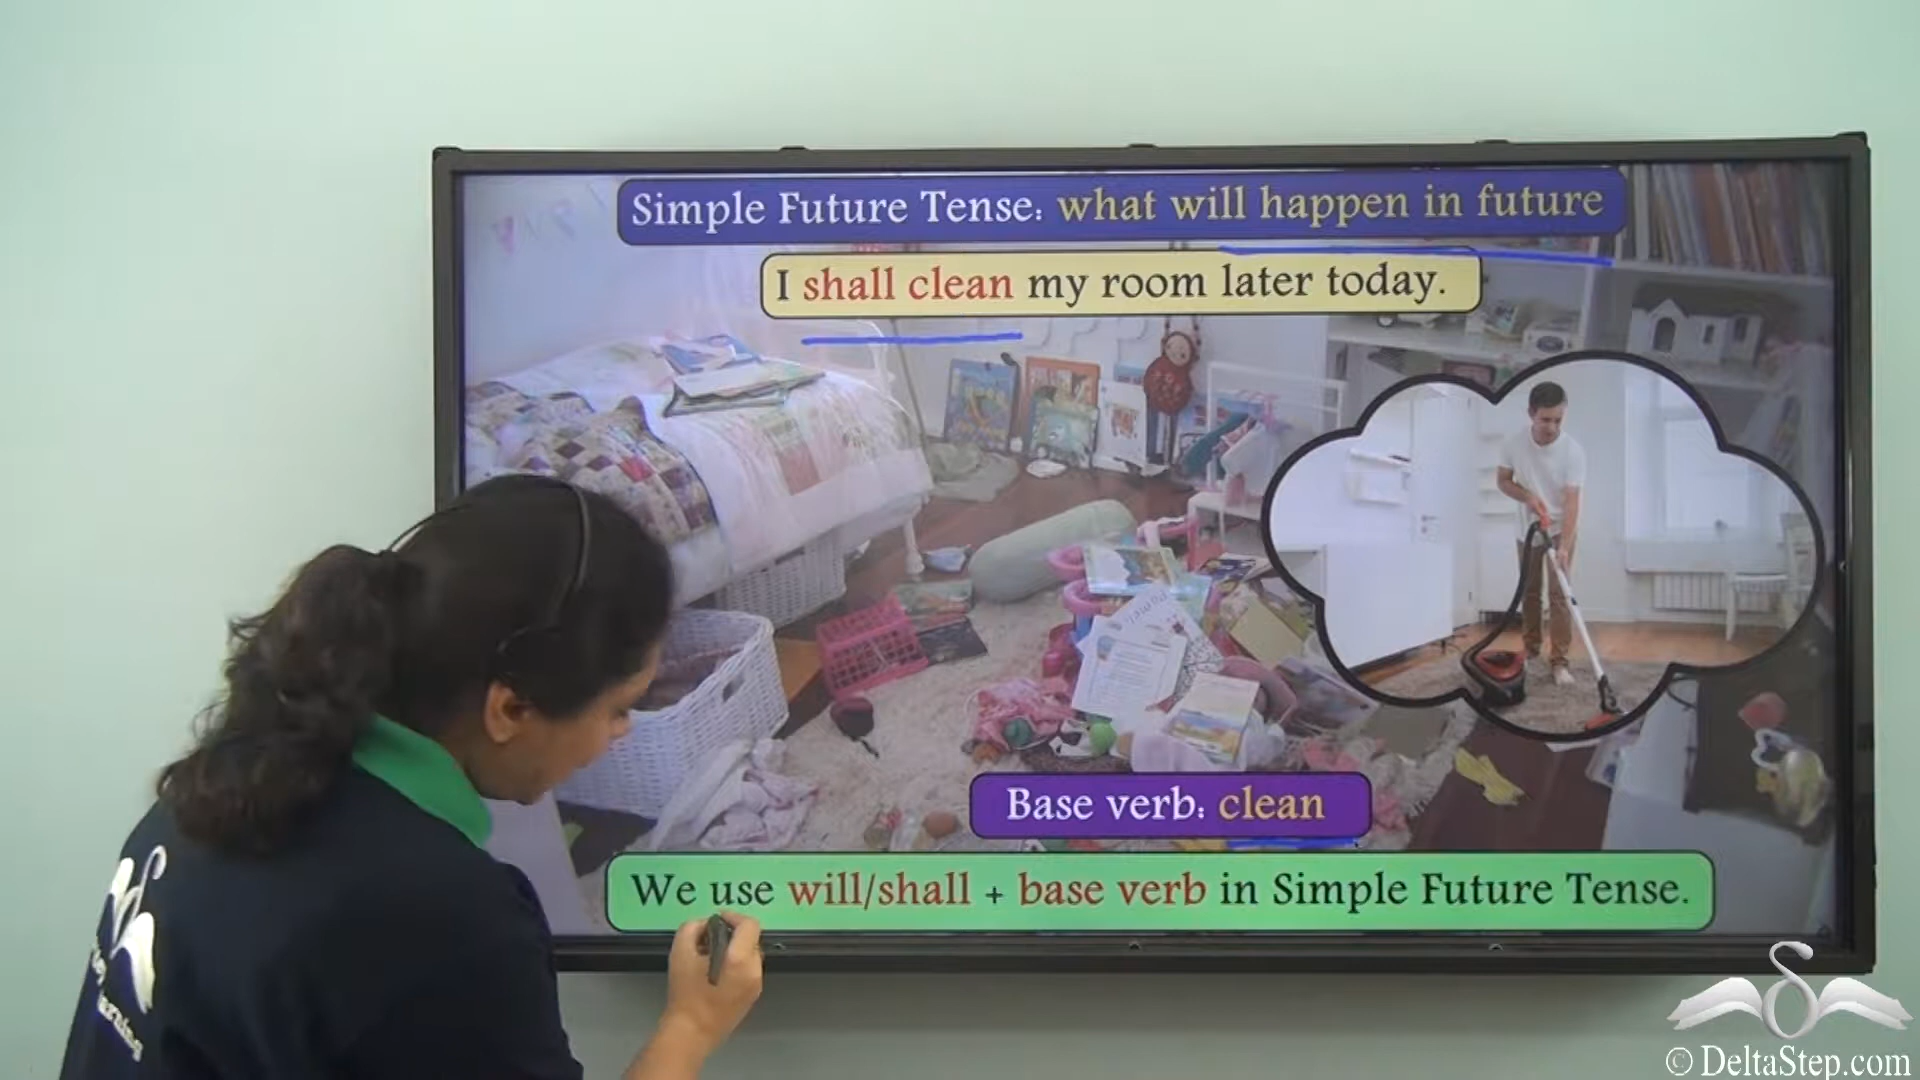 Simple Future Tense: what will happen in future
I shall clean my room later today.
Base verb: clean
We use will/shall + base verb in Simple Future Tense.
© DeltaStep.com